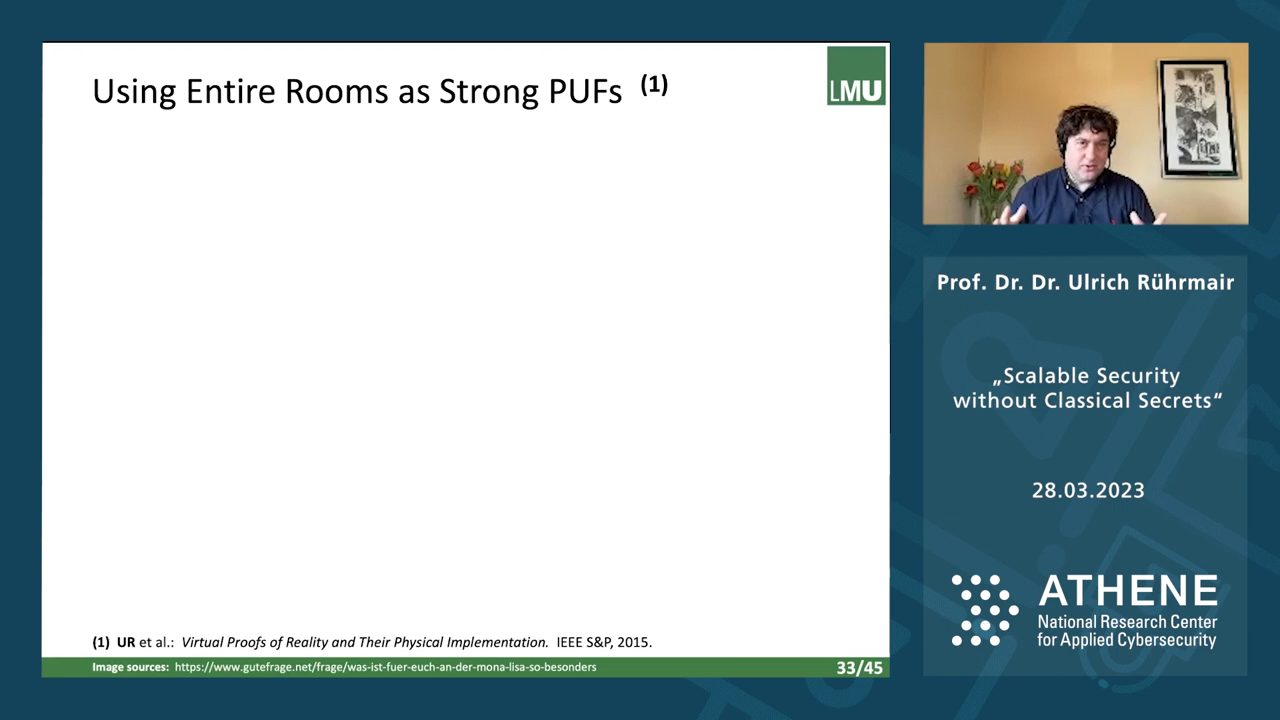 Using Entire Rooms as Strong PUFs (1)
LMU
(1) UR et al.: Virtual Proofs of Reality and Their Physical Implementation. IEEE S&P, 2015.
Image sources: https://www.gutefrage.net/frage/was-ist-fuer-euch-an-der-mona-lisa-so-besonders
33/45
Prof. Dr. Dr. Ulrich Rührmair
„Scalable Security
without Classical Secrets“
28.03.2023
ATHENE
National Research Center
for Applied Cybersecurity